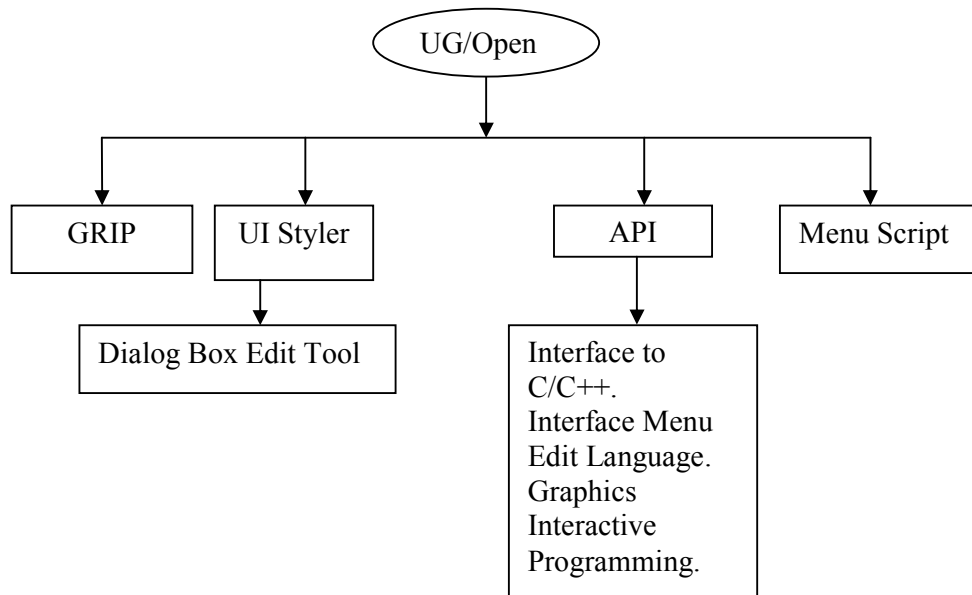 UG/Open
GRIP
UI Styler
API
Menu Script
Dialog Box Edit Tool
Interface to
C/C++.
Interface Menu
Edit Language.
Graphics
Interactive
Programming.